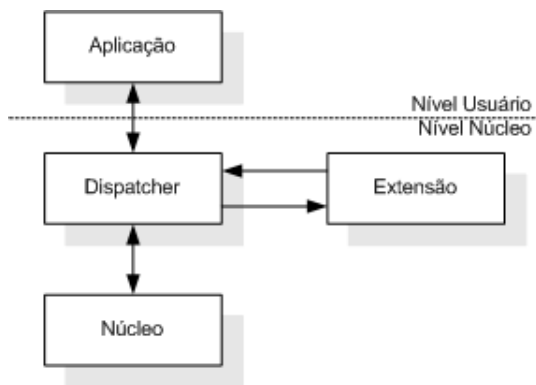 Aplicação
Nível Usuário
Nível Núcleo
Dispatcher
Extensão
Núcleo